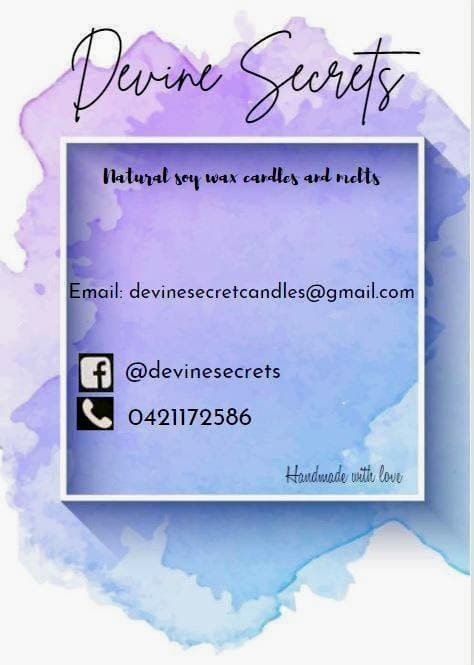 Devine Secrets
Natural soy wax candles and melts
Email: devinesecretcandles@gmail.com
@devinesecrets
0421172586
Handmade with love